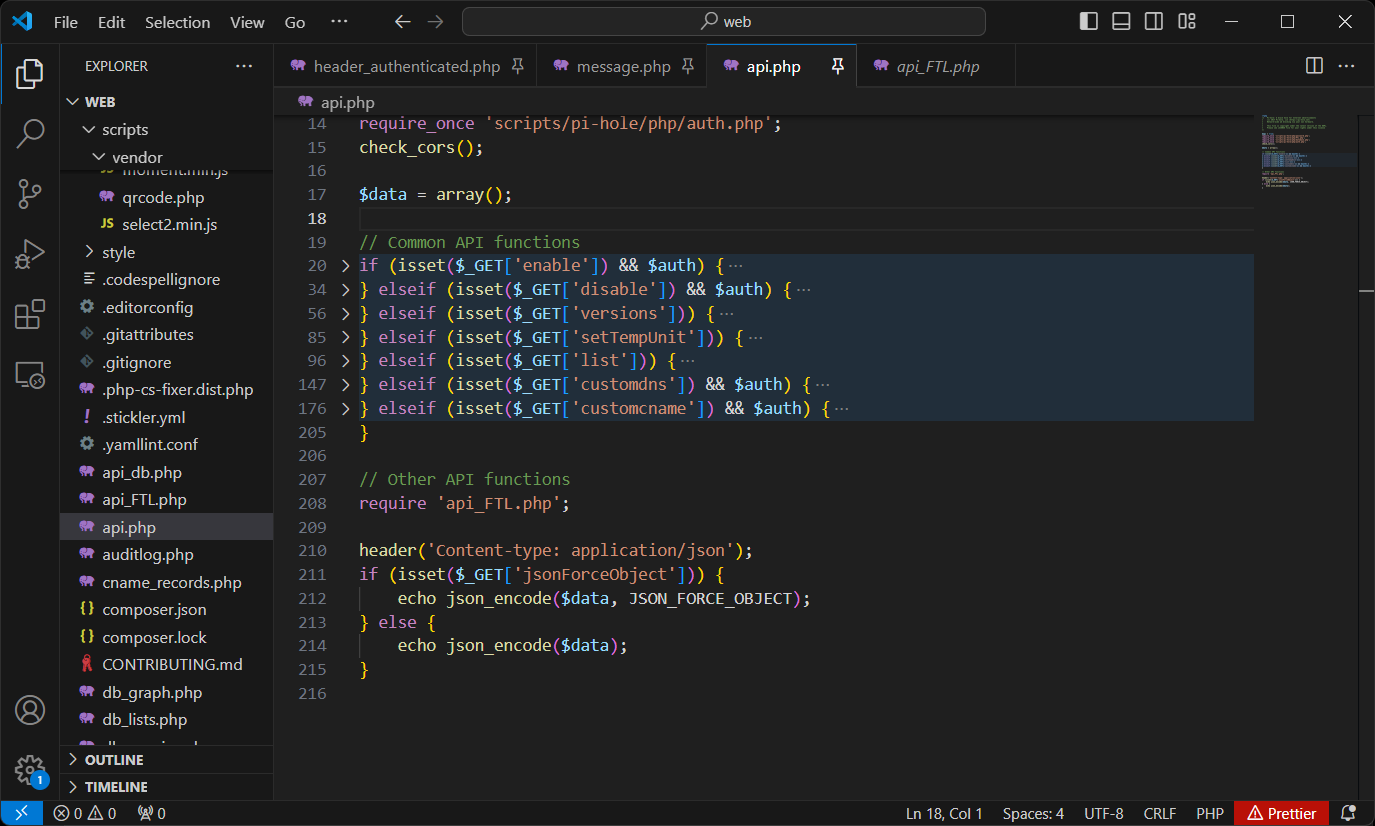 File Edit Selection View Go ··· web
EXPLORER ···
WEB
scripts
vendor
moment.min.js
qrcode.php
JS select2.min.js
style
.codespellignore
.editorconfig
.gitattributes
.gitignore
.php-cs-fixer.dist.php
! .stickler.yml
.yamllint.conf
api_db.php
api_FTL.php
api.php
auditlog.php
cname_records.php
{} composer.json
{} composer.lock
CONTRIBUTING.md
db_graph.php
db_lists.php
OUTLINE
TIMELINE
1
header_authenticated.php message.php api.php api_FTL.php ···
api.php
14 require_once 'scripts/pi-hole/php/auth.php';
15 check_cors();
16
17 $data = array();
18
19 // Common API functions
20 if (isset($_GET['enable']) && $auth) { ···
34 } elseif (isset($_GET['disable']) && $auth) { ···
56 } elseif (isset($_GET['versions'])) { ···
85 } elseif (isset($_GET['setTempUnit'])) { ···
96 } elseif (isset($_GET['list'])) { ···
147 } elseif (isset($_GET['customdns']) && $auth) { ···
176 } elseif (isset($_GET['customcname']) && $auth) { ···
205 }
206
207 // Other API functions
208 require 'api_FTL.php';
209
210 header('Content-type: application/json');
211 if (isset($_GET['jsonForceObject'])) {
212 echo json_encode($data, JSON_FORCE_OBJECT);
213 } else {
214 echo json_encode($data);
215 }
216
0 0 0 Ln 18, Col 1 Spaces: 4 UTF-8 CRLF PHP Prettier